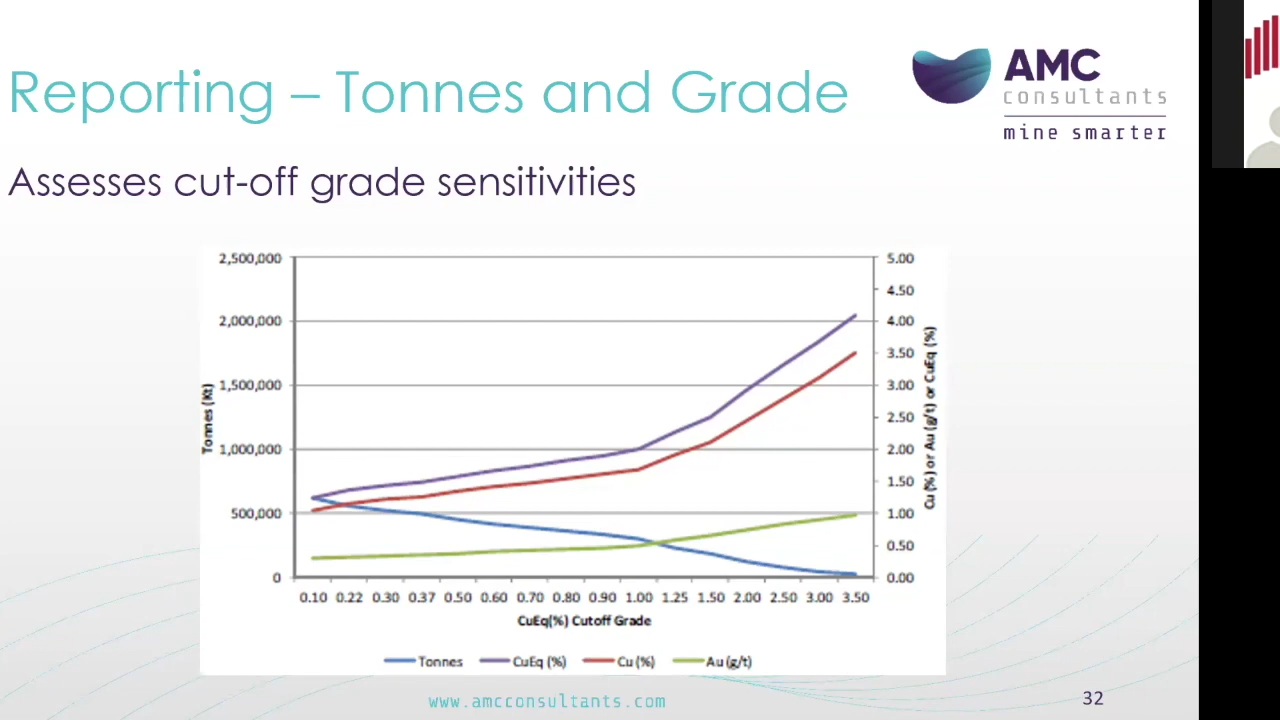 Reporting – Tonnes and Grade
AMC
consultants
mine smarter
Assesses cut-off grade sensitivities
2,500,000
2,000,000
1,500,000
1,000,000
500,000
0
Tonnes (Kt)
5.00
4.50
4.00
3.50
3.00
2.50
2.00
1.50
1.00
0.50
0.00
Cu (%) or Au (g/t) or CuEq (%)
0.10 0.22 0.30 0.37 0.50 0.60 0.70 0.80 0.90 1.00 1.25 1.50 2.00 2.50 3.00 3.50
CuEq(%) Cutoff Grade
Tonnes CuEq (%) Cu (%) Au (g/t)
www.amcconsultants.com
32